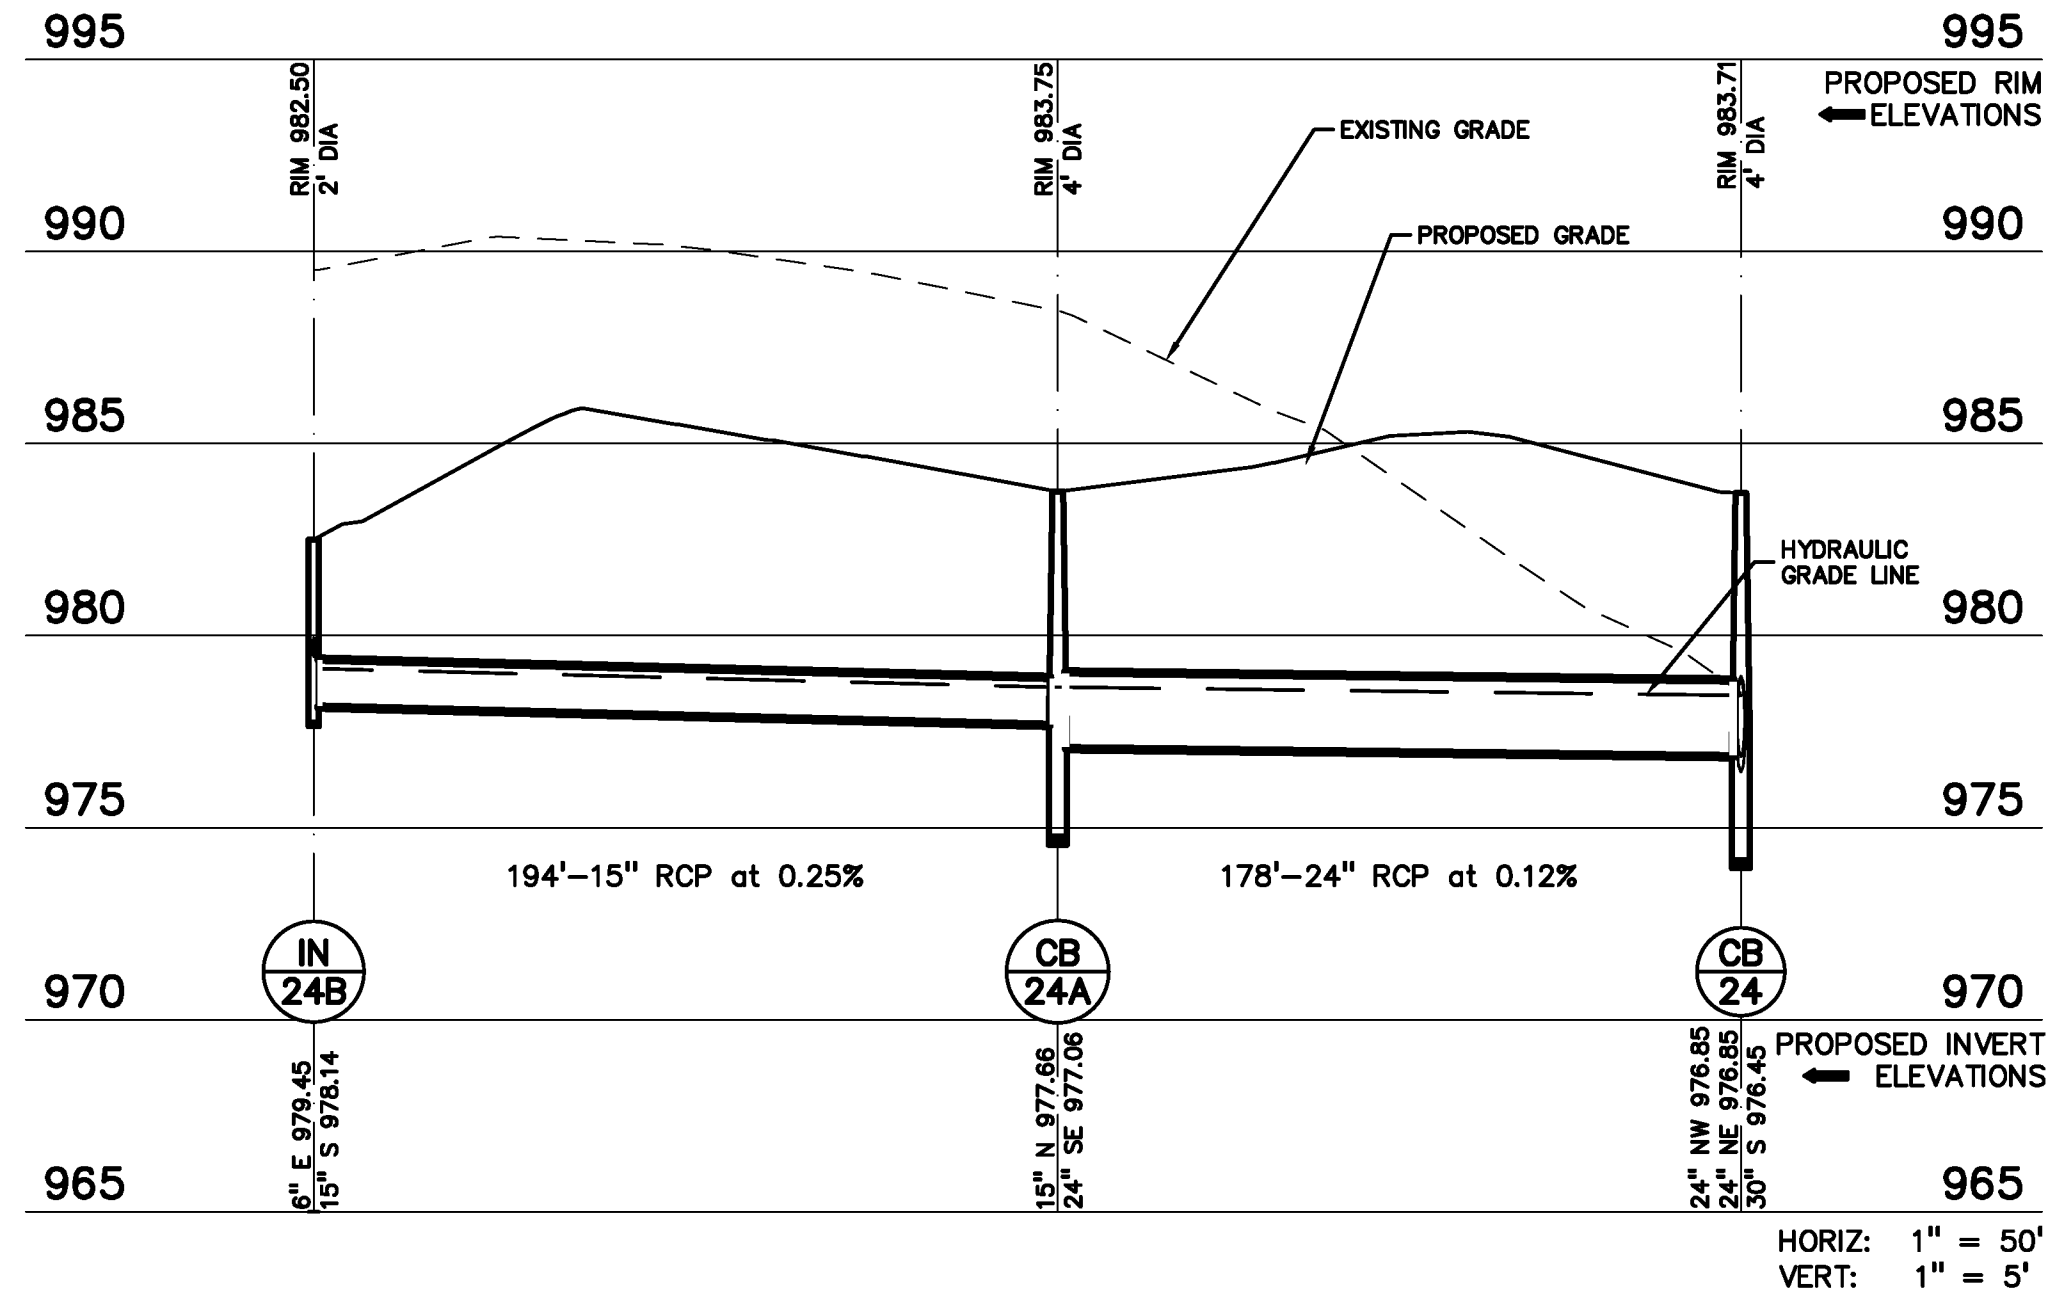 995
995
RIM 982.50
2' DIA
RIM 983.75
4' DIA
RIM 983.71
4' DIA
PROPOSED RIM
ELEVATIONS
EXISTING GRADE
990
990
PROPOSED GRADE
985
985
HYDRAULIC
GRADE LINE
980
980
975
975
194'-15" RCP at 0.25%
178'-24" RCP at 0.12%
IN
24B
CB
24A
CB
24
970
970
6" E 979.45
15" S 978.14
15" N 977.66
24" SE 977.06
24" NW 976.85
24" NE 976.85
30" S 976.45
PROPOSED INVERT
ELEVATIONS
965
965
HORIZ: 1" = 50'
VERT: 1" = 5'